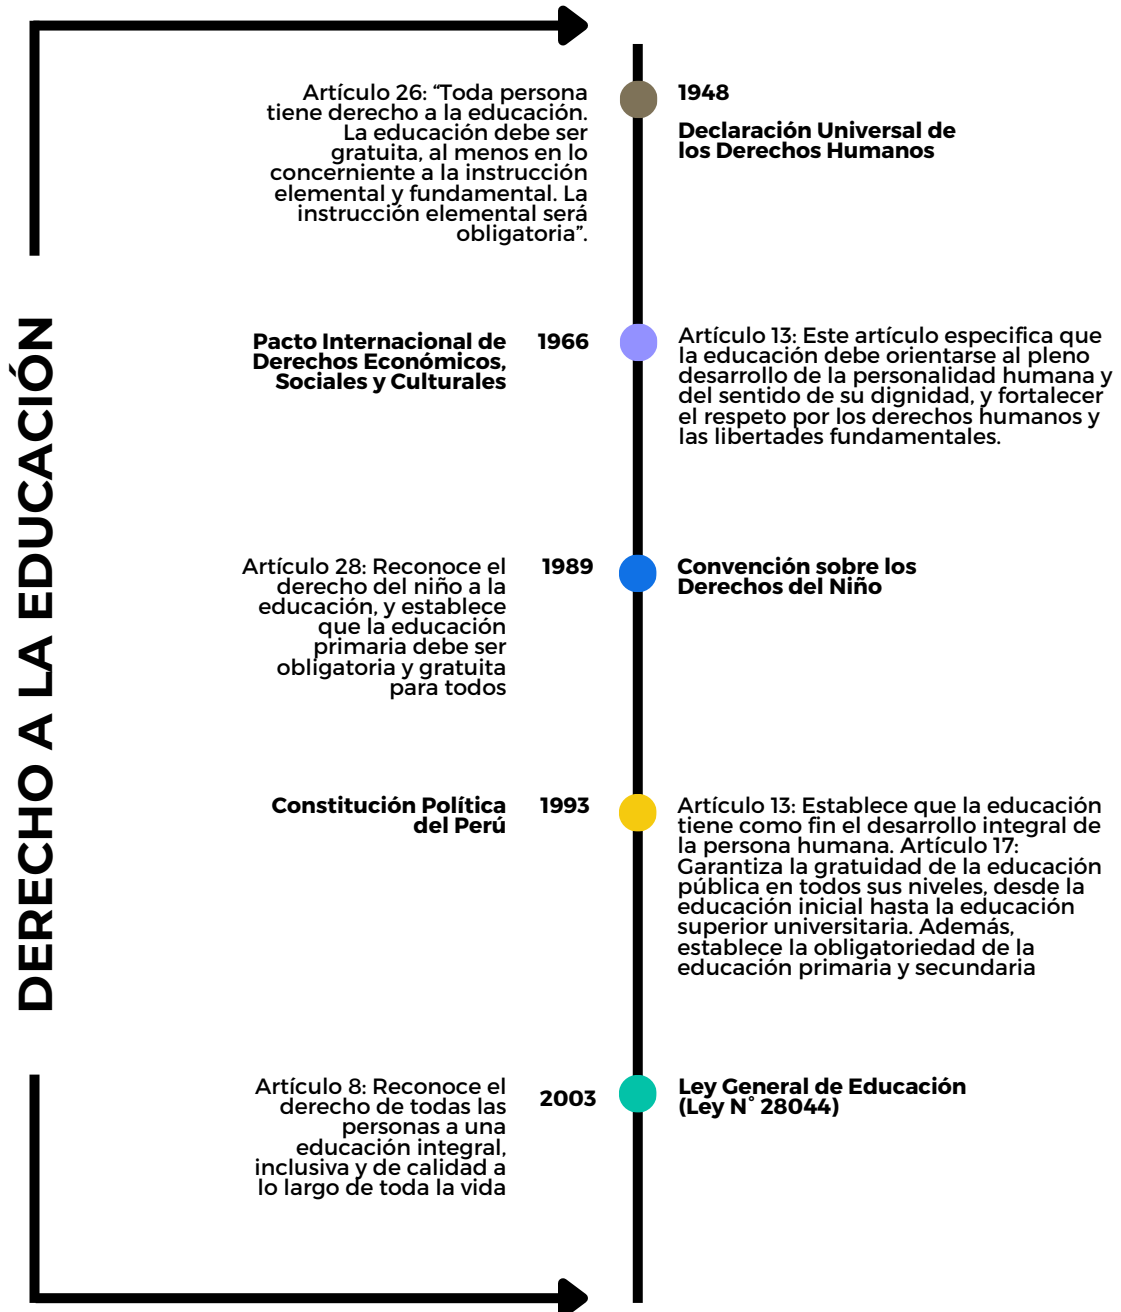 DERECHO A LA EDUCACIÓN
1948
Declaración Universal de
los Derechos Humanos
Artículo 26: “Toda persona
tiene derecho a la educación.
La educación debe ser
gratuita, al menos en lo
concerniente a la instrucción
elemental y fundamental. La
instrucción elemental será
obligatoria”.
Pacto Internacional de
Derechos Económicos,
Sociales y Culturales
1966
Artículo 13: Este artículo especifica que
la educación debe orientarse al pleno
desarrollo de la personalidad humana y
del sentido de su dignidad, y fortalecer
el respeto por los derechos humanos y
las libertades fundamentales.
1989
Convención sobre los
Derechos del Niño
Artículo 28: Reconoce el
derecho del niño a la
educación, y establece
que la educación
primaria debe ser
obligatoria y gratuita
para todos
Constitución Política
del Perú
1993
Artículo 13: Establece que la educación
tiene como fin el desarrollo integral de
la persona humana. Artículo 17:
Garantiza la gratuidad de la educación
pública en todos sus niveles, desde la
educación inicial hasta la educación
superior universitaria. Además,
establece la obligatoriedad de la
educación primaria y secundaria
2003
Ley General de Educación
(Ley N° 28044)
Artículo 8: Reconoce el
derecho de todas las
personas a una
educación integral,
inclusiva y de calidad a
lo largo de toda la vida